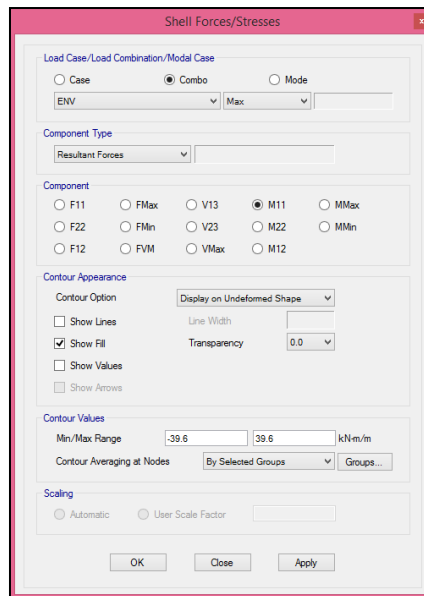 Shell Forces/Stresses
x
Load Case/Load Combination/Modal Case
Case Combo Mode
ENV Max
Component Type
Resultant Forces
Component
F11 FMax V13 M11 MMax
F22 FMin V23 M22 MMin
F12 FVM VMax M12
Contour Appearance
Contour Option Display on Undeformed Shape
Show Lines Line Width
Show Fill Transparency 0.0
Show Values
Show Arrows
Contour Values
Min/Max Range -39.6 39.6 kN-m/m
Contour Averaging at Nodes By Selected Groups Groups...
Scaling
Automatic User Scale Factor
OK Close Apply